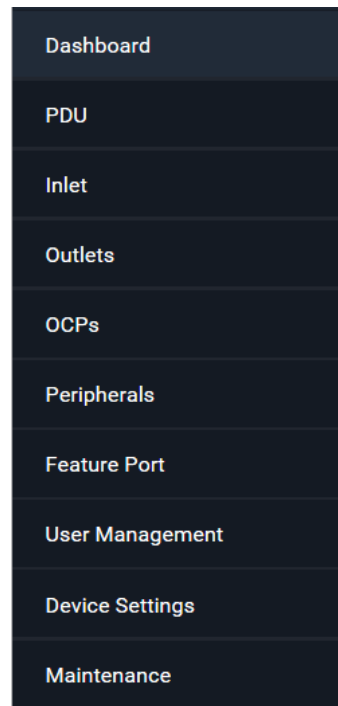 Dashboard
PDU
Inlet
Outlets
OCPs
Peripherals
Feature Port
User Management
Device Settings
Maintenance